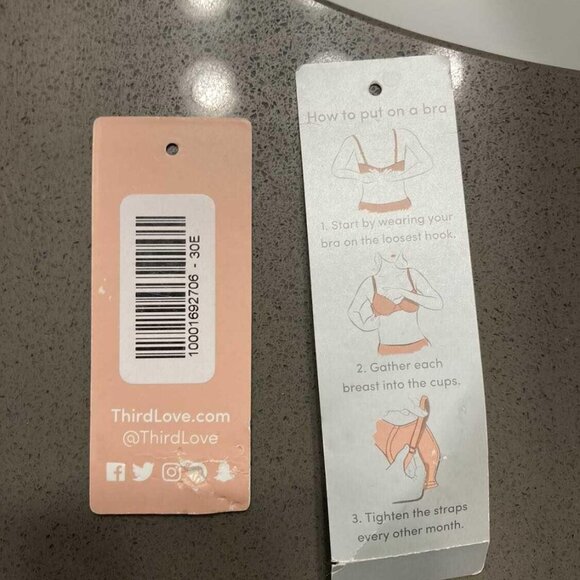 10001692706 - 30E
ThirdLove.com
@ThirdLove
How to put on a bra
1. Start by wearing your
bra on the loosest hook.
2. Gather each
breast into the cups.
3. Tighten the straps
every other month.